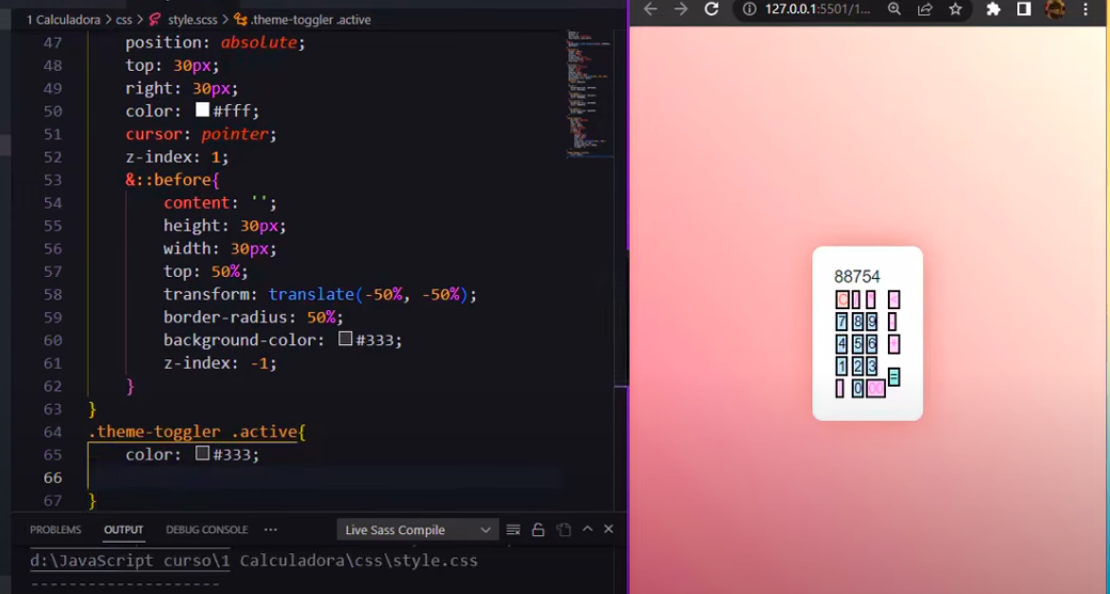 1 Calculadora > css > style.scss > .theme-toggler .active
47 position: absolute;
48 top: 30px;
49 right: 30px;
50 color: #fff;
51 cursor: pointer;
52 z-index: 1;
53 &::before{
54 content: '';
55 height: 30px;
56 width: 30px;
57 top: 50%;
58 transform: translate(-50%, -50%);
59 border-radius: 50%;
60 background-color: #333;
61 z-index: -1;
62 }
63 }
64 .theme-toggler .active{
65 color: #333;
66
67 }
PROBLEMS OUTPUT DEBUG CONSOLE ... Live Sass Compile
d:\JavaScript curso\1 Calculadora\css\style.css
--------------------
127.0.0.1:5501/1...
88754
C
7 8 9
4 5 6 +
1 2 3
=
0 00